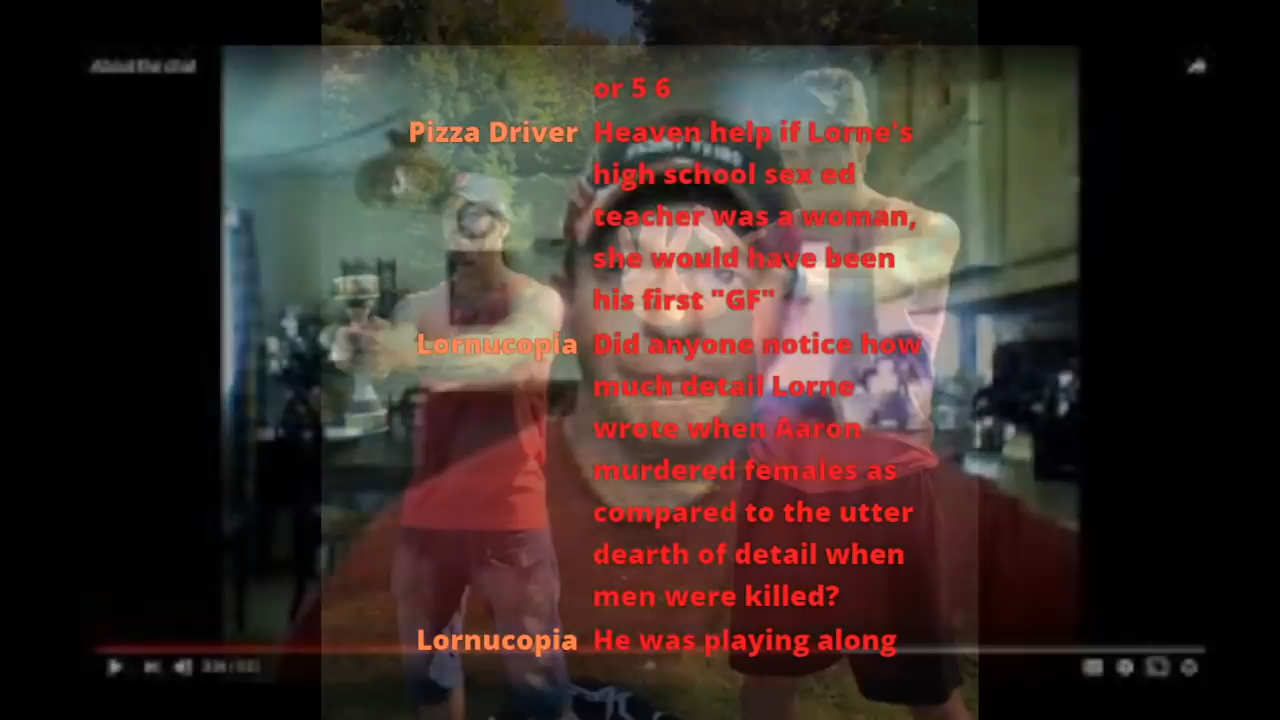 About the chat
or 5 6
Pizza Driver Heaven help if Lorne's
high school sex ed
teacher was a woman,
she would have been
his first "GF"
Lornucopia Did anyone notice how
much detail Lorne
wrote when Aaron
murdered females as
compared to the utter
dearth of detail when
men were killed?
Lornucopia He was playing along